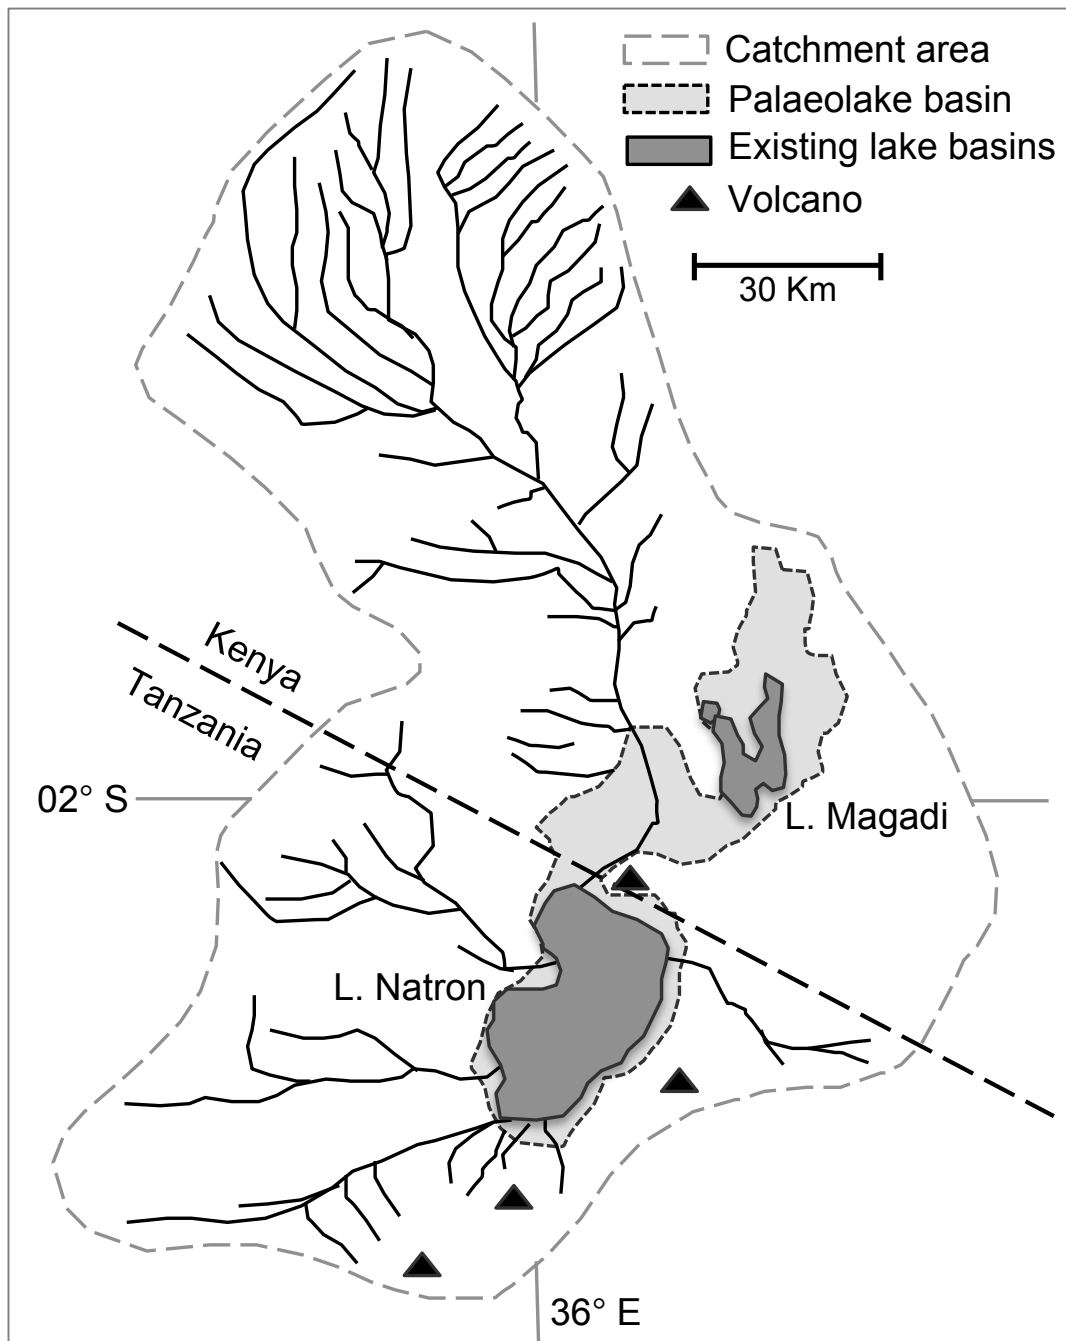 Catchment area
Palaeolake basin
Existing lake basins
Volcano
30 Km
Kenya
Tanzania
02° S
L. Magadi
L. Natron
36° E